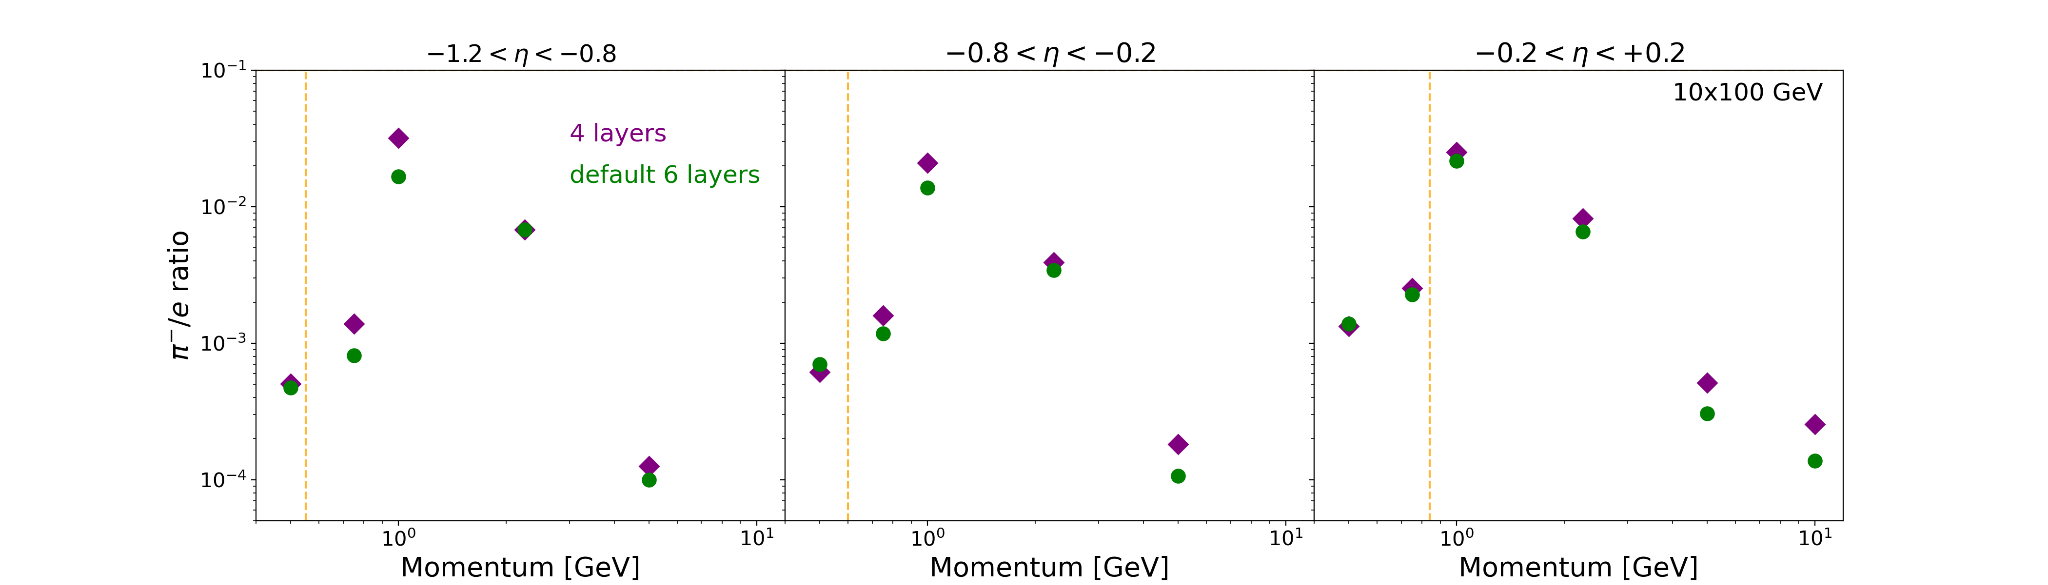 −1.2 < η < −0.8
−0.8 < η < −0.2
−0.2 < η < +0.2
10⁻¹
10⁻²
10⁻³
10⁻⁴
π⁻/e ratio
4 layers
default 6 layers
10x100 GeV
10⁰
10¹
10⁰
10¹
10⁰
10¹
Momentum [GeV]
Momentum [GeV]
Momentum [GeV]